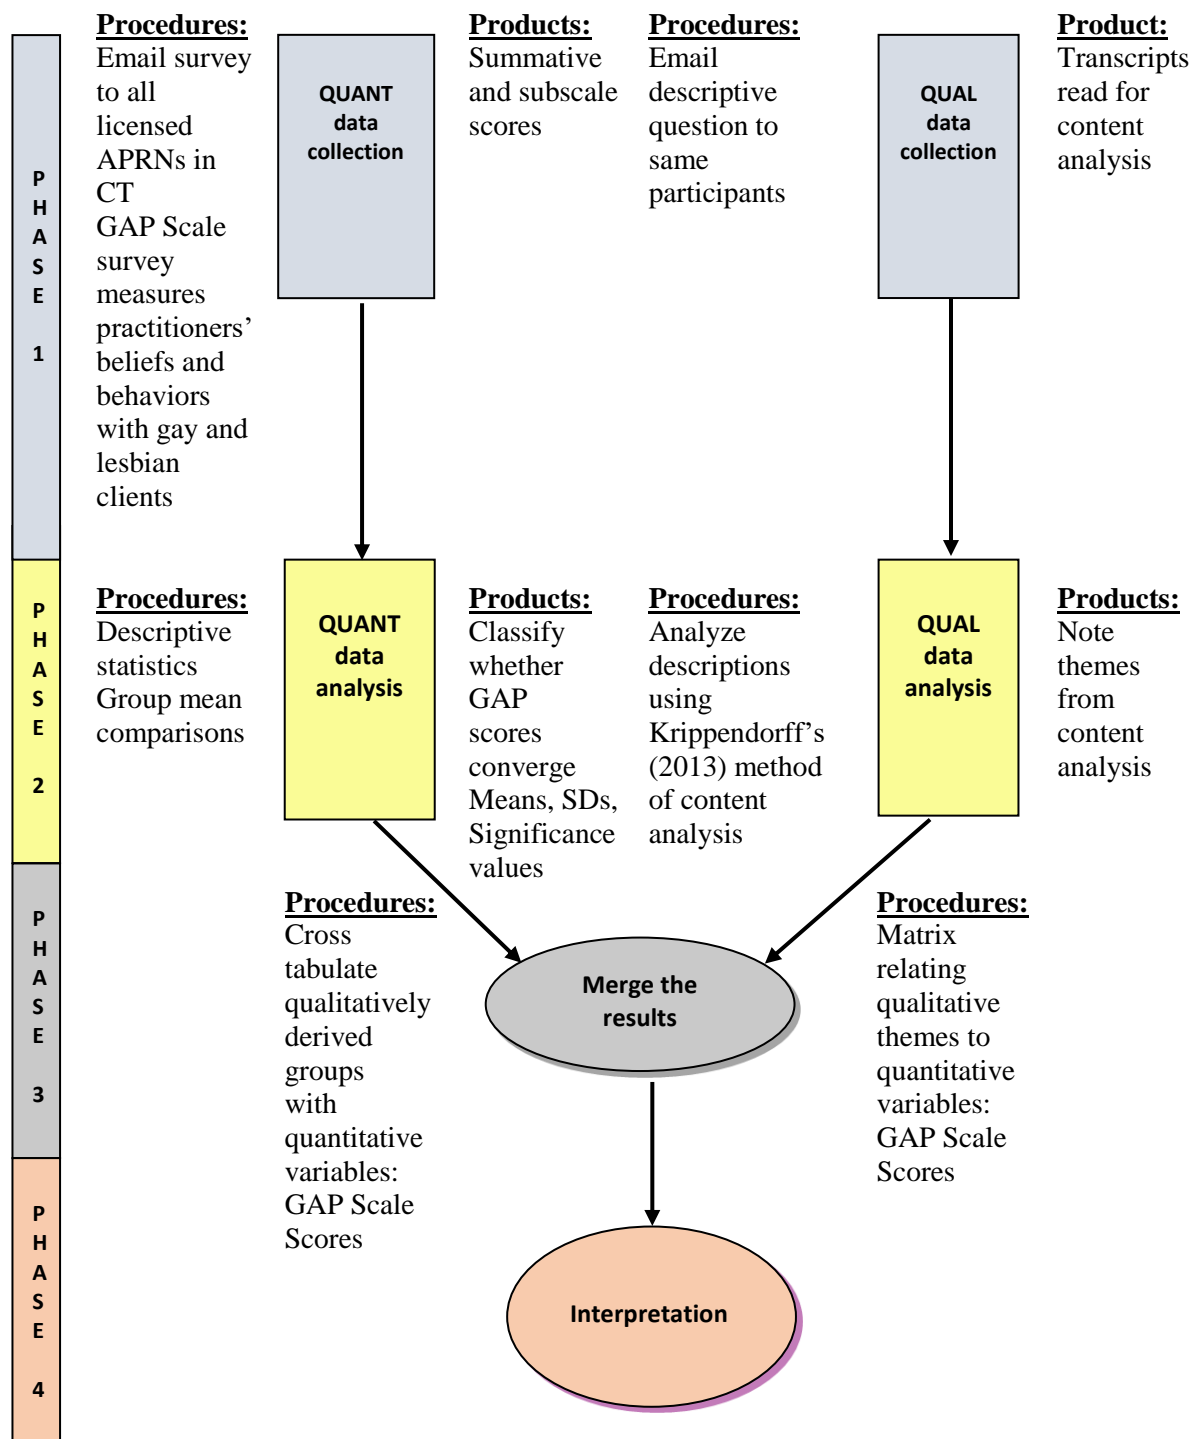 PHASE 1
Procedures:
Email survey
to all
licensed
APRNs in
CT
GAP Scale
survey
measures
practitioners’
beliefs and
behaviors
with gay and
lesbian
clients
QUANT
data
collection
Products:
Summative
and subscale
scores
Procedures:
Email
descriptive
question to
same
participants
QUAL
data
collection
Product:
Transcripts
read for
content
analysis
PHASE 2
Procedures:
Descriptive
statistics
Group mean
comparisons
QUANT
data
analysis
Products:
Classify
whether
GAP
scores
converge
Means, SDs,
Significance
values
Procedures:
Analyze
descriptions
using
Krippendorff’s
(2013) method
of content
analysis
QUAL
data
analysis
Products:
Note
themes
from
content
analysis
PHASE 3
Procedures:
Cross
tabulate
qualitatively
derived
groups
with
quantitative
variables:
GAP Scale
Scores
Merge the
results
Procedures:
Matrix
relating
qualitative
themes to
quantitative
variables:
GAP Scale
Scores
PHASE 4
Interpretation